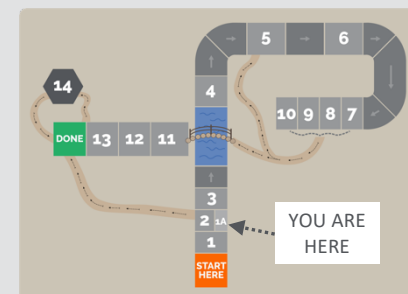 5
6
14
4
10 9 8 7
DONE 13 12 11
3
2 1A
YOU ARE
HERE
1
START
HERE